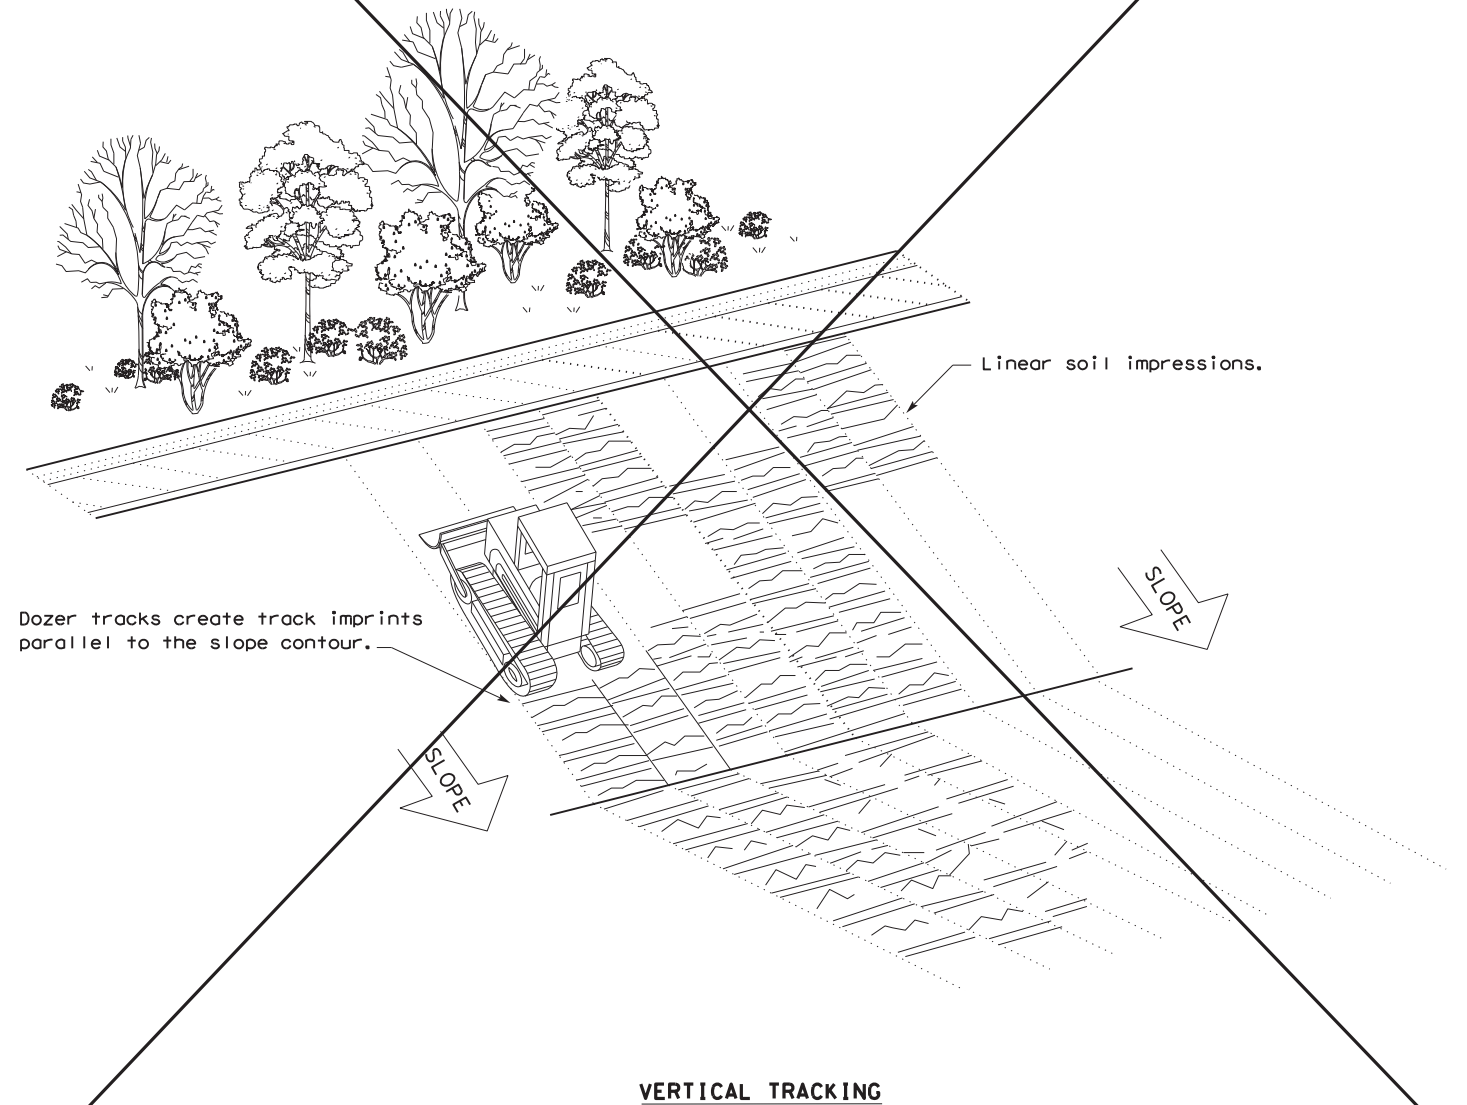 Linear soil impressions.
SLOPE
Dozer tracks create track imprints
parallel to the slope contour.
SLOPE
VERTICAL TRACKING